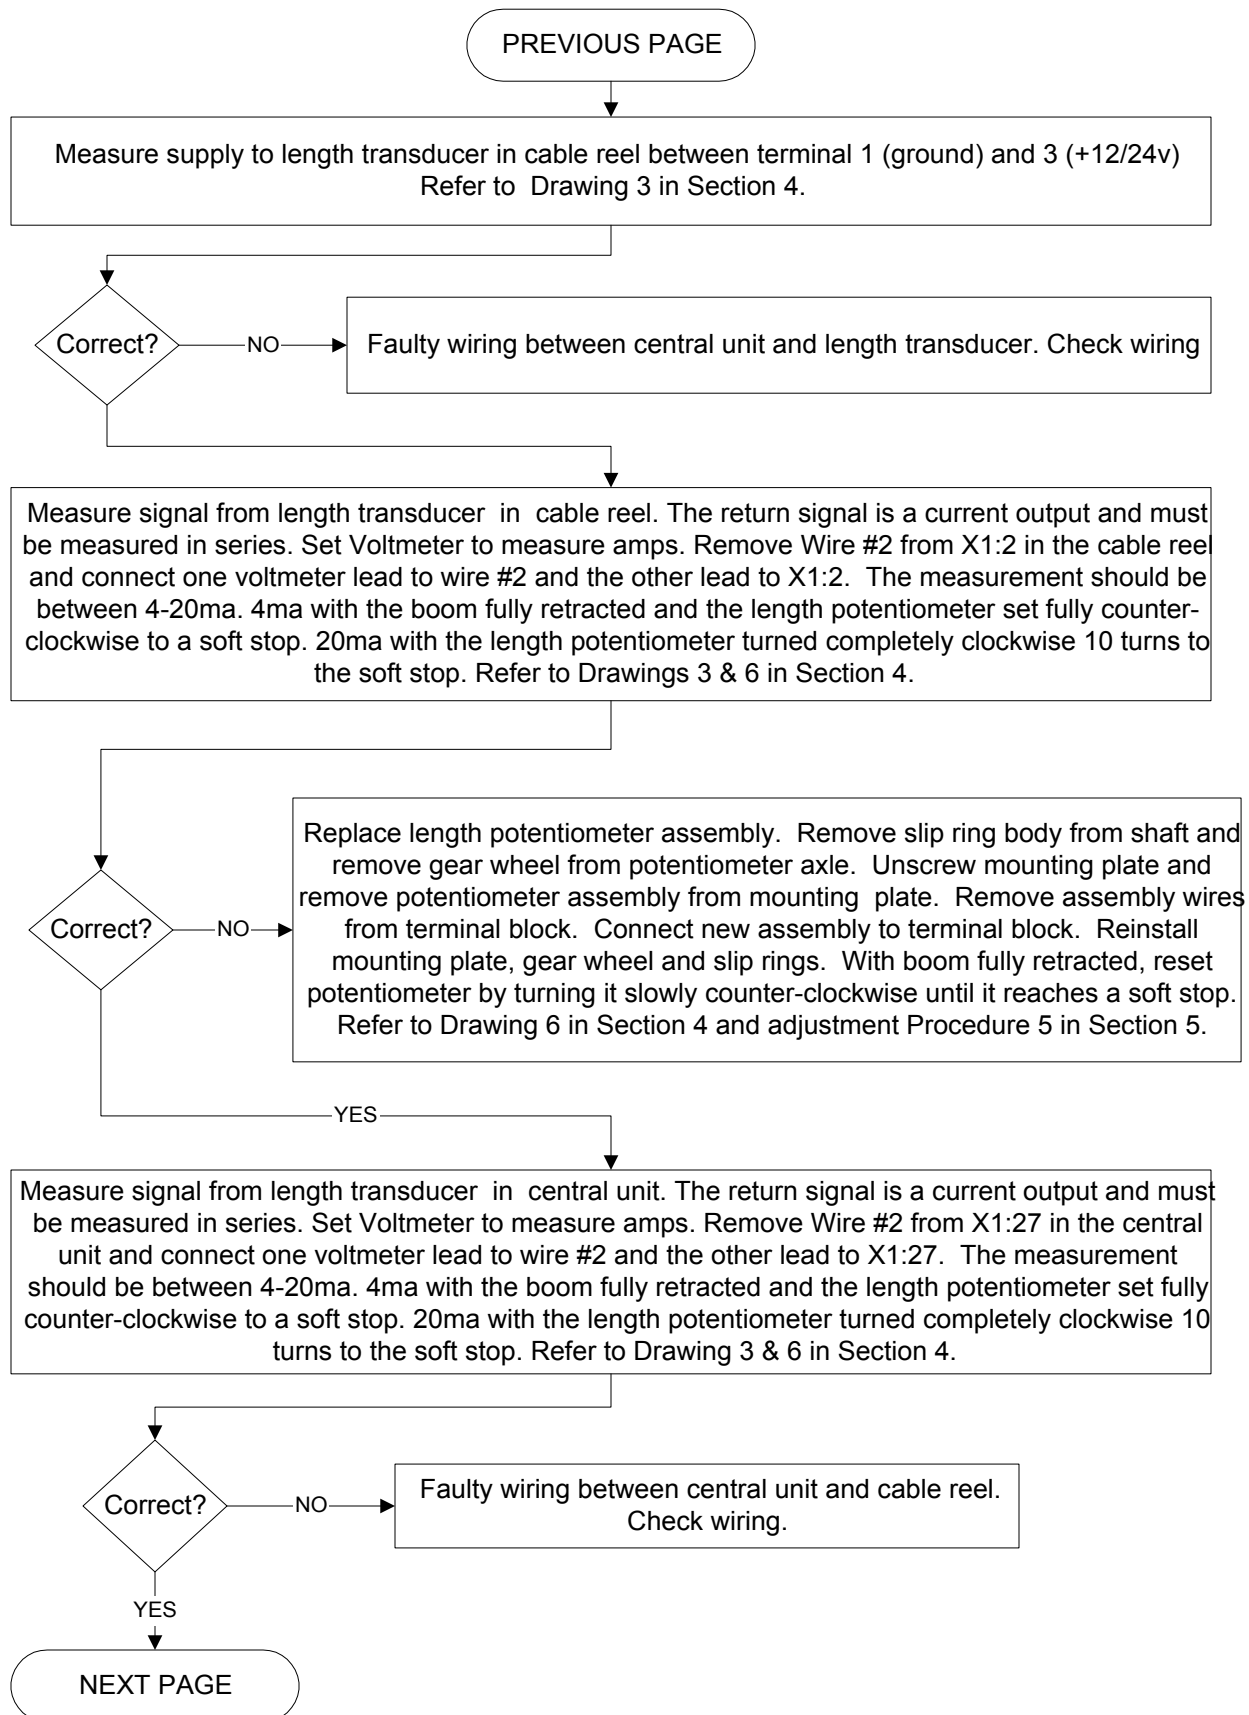 PREVIOUS PAGE
Measure supply to length transducer in cable reel between terminal 1 (ground) and 3 (+12/24v)
Refer to Drawing 3 in Section 4.
Correct?
NO
Faulty wiring between central unit and length transducer. Check wiring
Measure signal from length transducer in cable reel. The return signal is a current output and must
be measured in series. Set Voltmeter to measure amps. Remove Wire #2 from X1:2 in the cable reel
and connect one voltmeter lead to wire #2 and the other lead to X1:2. The measurement should be
between 4-20ma. 4ma with the boom fully retracted and the length potentiometer set fully counter-
clockwise to a soft stop. 20ma with the length potentiometer turned completely clockwise 10 turns to
the soft stop. Refer to Drawings 3 & 6 in Section 4.
Correct?
NO
Replace length potentiometer assembly. Remove slip ring body from shaft and
remove gear wheel from potentiometer axle. Unscrew mounting plate and
remove potentiometer assembly from mounting plate. Remove assembly wires
from terminal block. Connect new assembly to terminal block. Reinstall
mounting plate, gear wheel and slip rings. With boom fully retracted, reset
potentiometer by turning it slowly counter-clockwise until it reaches a soft stop.
Refer to Drawing 6 in Section 4 and adjustment Procedure 5 in Section 5.
YES
Measure signal from length transducer in central unit. The return signal is a current output and must
be measured in series. Set Voltmeter to measure amps. Remove Wire #2 from X1:27 in the central
unit and connect one voltmeter lead to wire #2 and the other lead to X1:27. The measurement
should be between 4-20ma. 4ma with the boom fully retracted and the length potentiometer set fully
counter-clockwise to a soft stop. 20ma with the length potentiometer turned completely clockwise 10
turns to the soft stop. Refer to Drawing 3 & 6 in Section 4.
Correct?
NO
Faulty wiring between central unit and cable reel.
Check wiring.
YES
NEXT PAGE